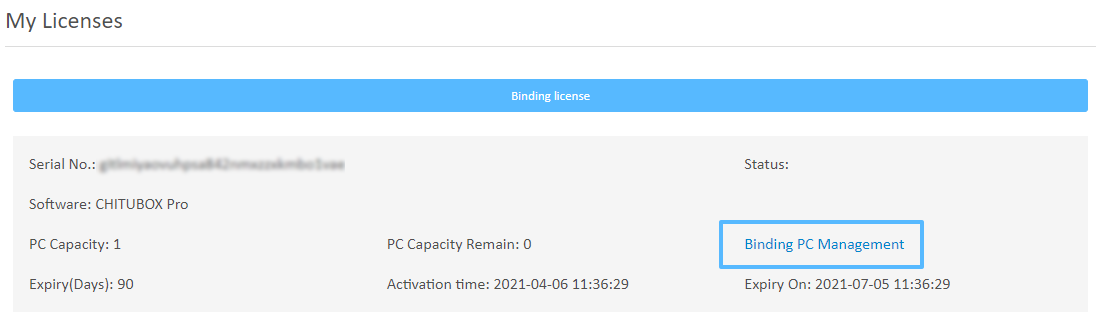 My Licenses
Binding license
Serial No.: Status:
Software: CHITUBOX Pro
PC Capacity: 1 PC Capacity Remain: 0 Binding PC Management
Expiry(Days): 90 Activation time: 2021-04-06 11:36:29 Expiry On: 2021-07-05 11:36:29